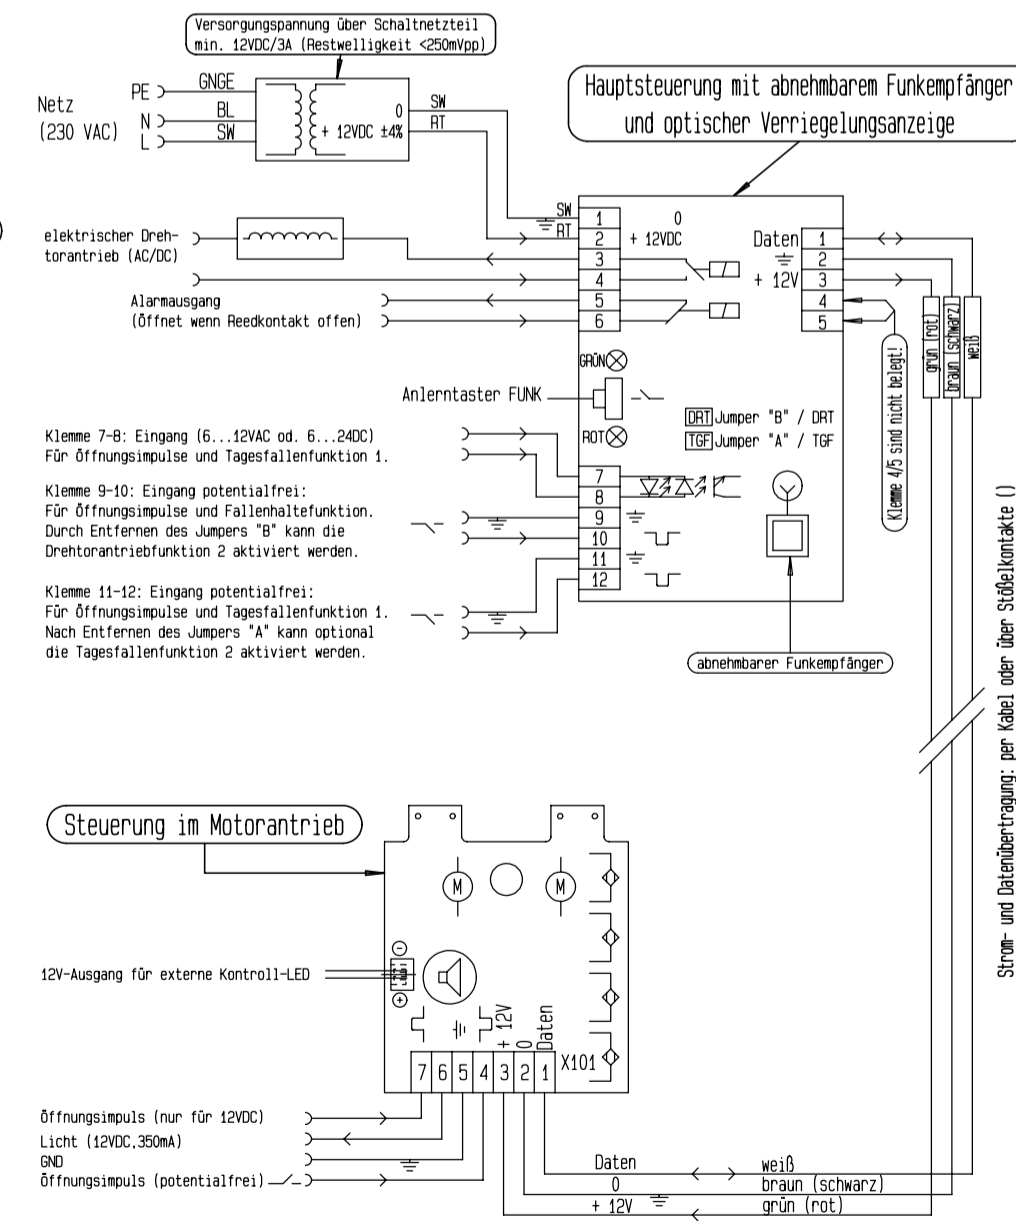 Versorgungspannung über Schaltnetzteil
min. 12VDC/3A (Restwelligkeit <250mVpp)
Hauptsteuerung mit abnehmbarem Funkempfänger
und optischer Verriegelungsanzeige
Netz
(230 VAC)
PE
N
L
GNGE
BL
SW
0
+ 12VDC ±4%
SW
RT
)
elektrischer Dreh-
torantrieb (AC/DC)
Alarmausgang
(Öffnet wenn Reedkontakt offen)
SW
RT
1
2
3
4
5
6
0
+ 12VDC
Daten
+ 12V
1
2
3
4
5
grün (rot)
braun (schwarz)
weiß
Klemme 4/5 sind nicht belegt!
GRÜN
Anlerntaster FUNK
ROT
DRT Jumper "B" / DRT
TGF Jumper "A" / TGF
Klemme 7-8: Eingang (6...12VAC od. 6...24DC)
Für Öffnungsimpulse und Tagesfallenfunktion 1.
Klemme 9-10: Eingang potentialfrei:
Für Öffnungsimpulse und Fallenhaltefunktion.
Durch Entfernen des Jumpers "B" kann die
Drehtorantriebfunktion 2 aktiviert werden.
Klemme 11-12: Eingang potentialfrei:
Für Öffnungsimpulse und Tagesfallenfunktion 1.
Nach Entfernen des Jumpers "A" kann optional
die Tagesfallenfunktion 2 aktiviert werden.
7
8
9
10
11
12
abnehmbarer Funkempfänger
Strom- und Datenübertragung: per Kabel oder über Stößelkontakte ()
Steuerung im Motorantrieb
M
M
12V-Ausgang für externe Kontroll-LED
+ 12V
0
Daten
X101
7 6 5 4 3 2 1
Öffnungsimpuls (nur für 12VDC)
Licht (12VDC,350mA)
GND
Öffnungsimpuls (potentialfrei)
Daten
0
+ 12V
weiß
braun (schwarz)
grün (rot)